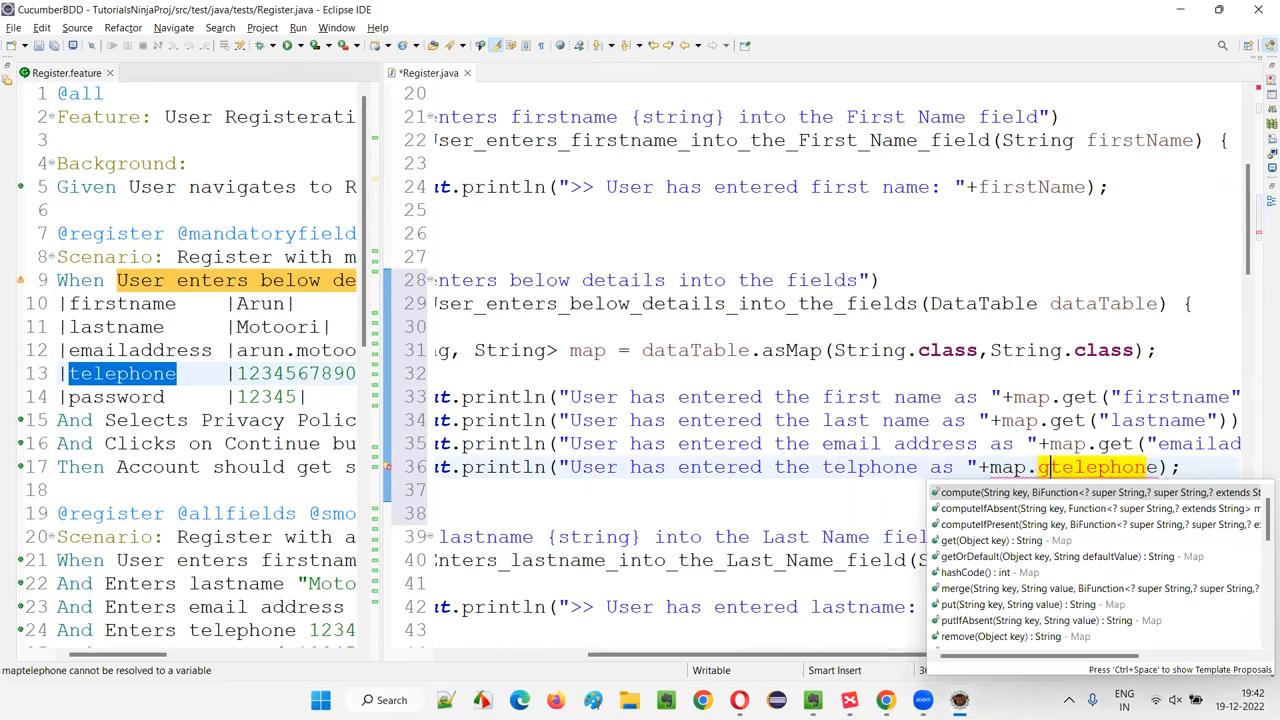 CucumberBDD - TutorialsNinjaProj/src/test/java/tests/Register.java - Eclipse IDE
File Edit Source Refactor Navigate Search Project Run Window Help
Register.feature
1 @all
2 Feature: User Registerati
3
4 Background:
5 Given User navigates to R
6
7 @register @mandatoryfield
8 Scenario: Register with m
9 When User enters below de
10 |firstname |Arun|
11 |lastname |Motoori|
12 |emailaddress |arun.motoo
13 |telephone |1234567890
14 |password |12345|
15 And Selects Privacy Polic
16 And Clicks on Continue bu
17 Then Account should get s
18
19 @register @allfields @smo
20 Scenario: Register with a
21 When User enters firstnam
22 And Enters lastname "Moto
23 And Enters email address
24 And Enters telephone 1234
*Register.java
20
21 enters firstname {string} into the First Name field")
22 User_enters_firstname_into_the_First_Name_field(String firstName) {
23
24 ut.println(">> User has entered first name: "+firstName);
25
26
27
28 enters below details into the fields")
29 User_enters_below_details_into_the_fields(DataTable dataTable) {
30
31 ng, String> map = dataTable.asMap(String.class,String.class);
32
33 ut.println("User has entered the first name as "+map.get("firstname"
34 ut.println("User has entered the last name as "+map.get("lastname"))
35 ut.println("User has entered the email address as "+map.get("emailad
36 ut.println("User has entered the telphone as "+map.gtelephone);
37
38
39 lastname {string} into the Last Name fiel
40 Enters_lastname_into_the_Last_Name_field(S
41
42 ut.println(">> User has entered lastname:
43
compute(String key, BiFunction<? super String,? super String,? extends St
computeIfAbsent(String key, Function<? super String,? extends String> m
computeIfPresent(String key, BiFunction<? super String,? super String,? e
get(Object key) : String - Map
getOrDefault(Object key, String defaultValue) : String - Map
hashCode() : int - Map
merge(String key, String value, BiFunction<? super String,? super String,?
put(String key, String value) : String - Map
putIfAbsent(String key, String value) : String - Map
remove(Object key) : String - Map
Press 'Ctrl+Space' to show Template Proposals
maptelephone cannot be resolved to a variable
Writable
Smart Insert
Search
zoom
ENG
IN
19:42
19-12-2022